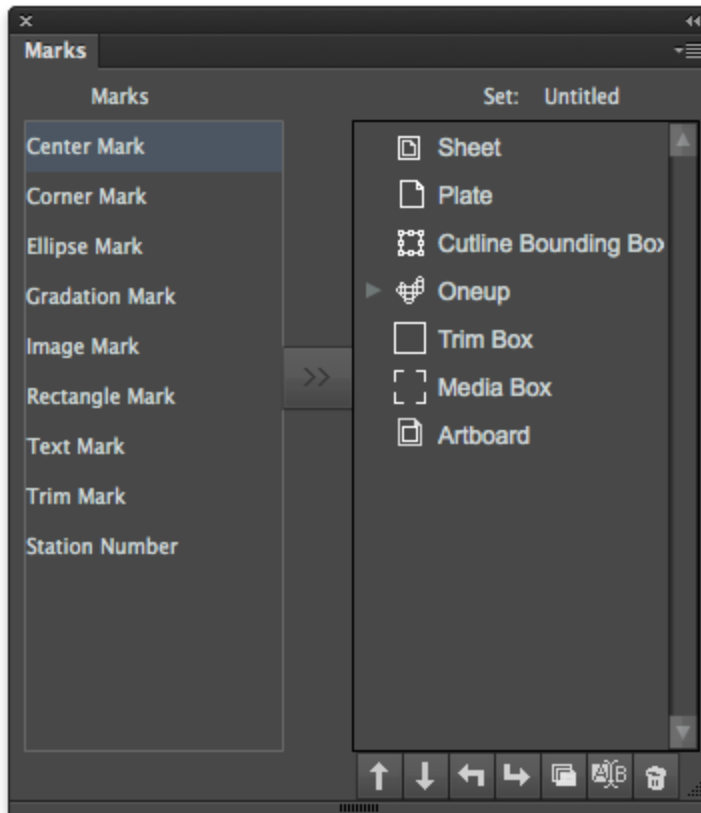 Marks
Marks
Set: Untitled
Center Mark
Corner Mark
Ellipse Mark
Gradation Mark
Image Mark
Rectangle Mark
Text Mark
Trim Mark
Station Number
>>
Sheet
Plate
Cutline Bounding Box
Oneup
Trim Box
Media Box
Artboard
A B